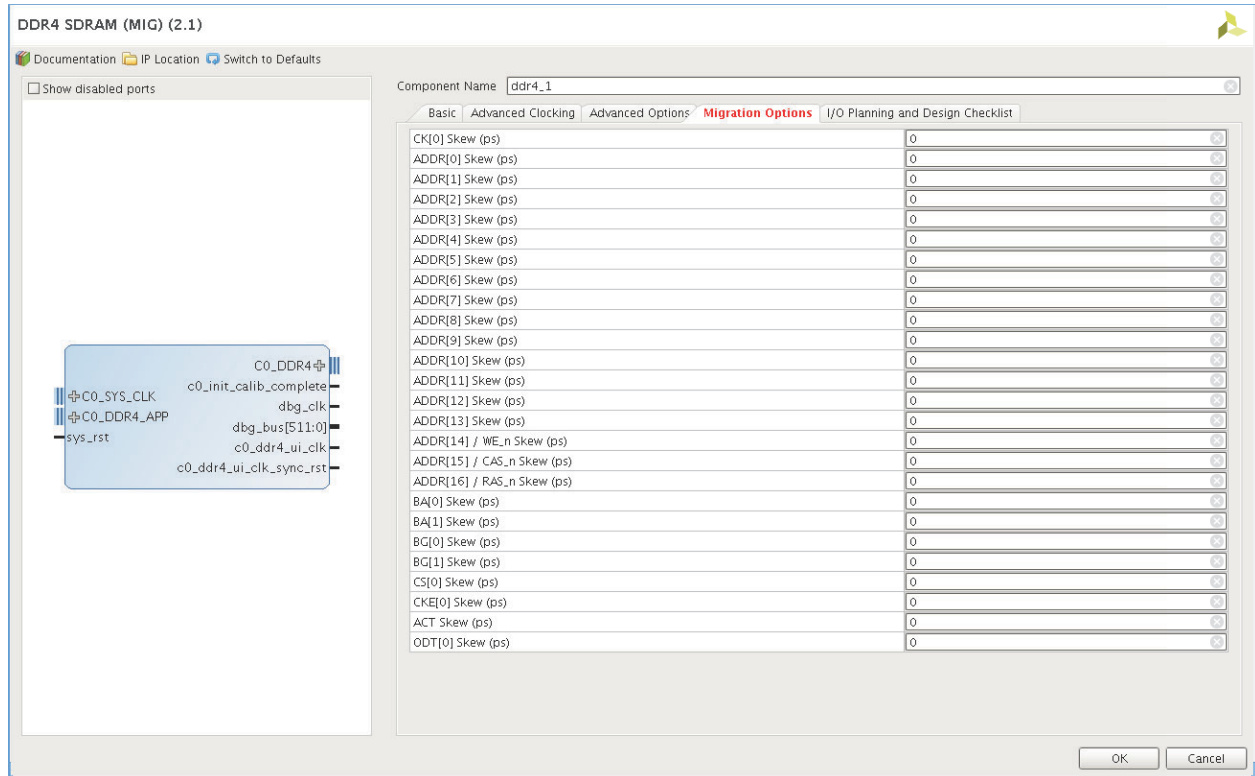 DDR4 SDRAM (MIG) (2.1)
Documentation IP Location Switch to Defaults
Show disabled ports
C0_DDR4
C0_SYS_CLK
c0_init_calib_complete
C0_DDR4_APP
dbg_clk
sys_rst
dbg_bus[511:0]
c0_ddr4_ui_clk
c0_ddr4_ui_clk_sync_rst
Component Name ddr4_1
Basic Advanced Clocking Advanced Options Migration Options I/O Planning and Design Checklist
CK[0] Skew (ps) 0
ADDR[0] Skew (ps) 0
ADDR[1] Skew (ps) 0
ADDR[2] Skew (ps) 0
ADDR[3] Skew (ps) 0
ADDR[4] Skew (ps) 0
ADDR[5] Skew (ps) 0
ADDR[6] Skew (ps) 0
ADDR[7] Skew (ps) 0
ADDR[8] Skew (ps) 0
ADDR[9] Skew (ps) 0
ADDR[10] Skew (ps) 0
ADDR[11] Skew (ps) 0
ADDR[12] Skew (ps) 0
ADDR[13] Skew (ps) 0
ADDR[14] / WE_n Skew (ps) 0
ADDR[15] / CAS_n Skew (ps) 0
ADDR[16] / RAS_n Skew (ps) 0
BA[0] Skew (ps) 0
BA[1] Skew (ps) 0
BG[0] Skew (ps) 0
BG[1] Skew (ps) 0
CS[0] Skew (ps) 0
CKE[0] Skew (ps) 0
ACT Skew (ps) 0
ODT[0] Skew (ps) 0
OK Cancel